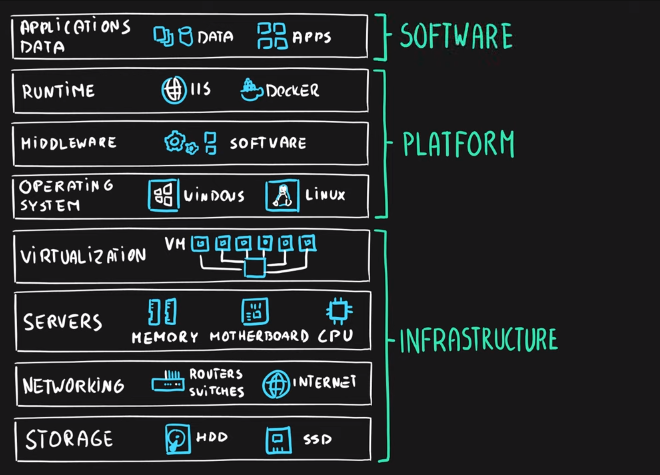 APPLICATIONS
DATA
DATA
APPS
SOFTWARE
RUNTIME
IIS
DOCKER
MIDDLEWARE
SOFTWARE
PLATFORM
OPERATING
SYSTEM
WINDOWS
LINUX
VIRTUALIZATION
VM
SERVERS
MEMORY MOTHERBOARD CPU
INFRASTRUCTURE
NETWORKING
ROUTERS
SWITCHES
INTERNET
STORAGE
HDD
SSD